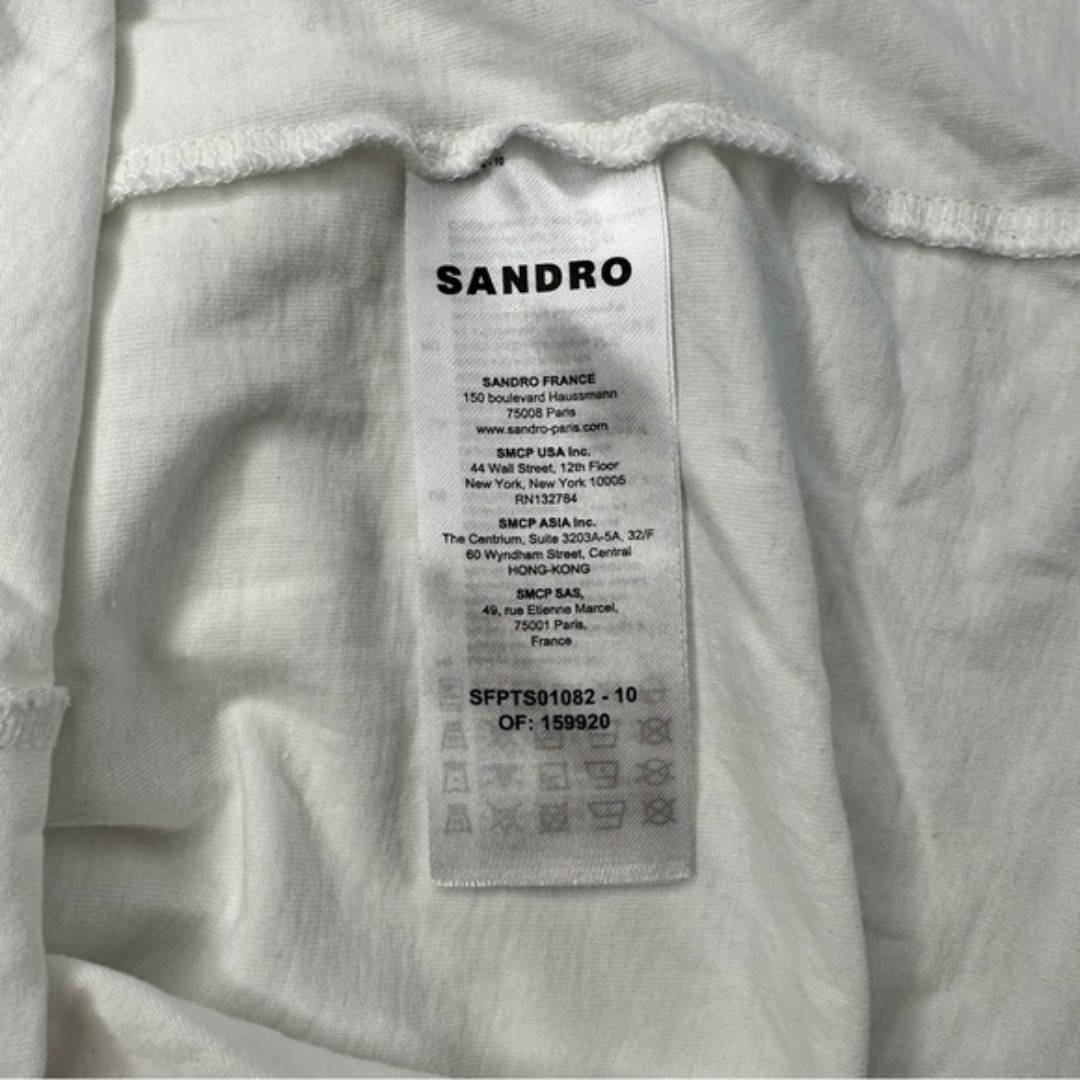 SANDRO
SANDRO FRANCE
150 boulevard Haussmann
75008 Paris
www.sandro-paris.com
SMCP USA Inc.
44 Wall Street, 12th Floor
New York, New York 10005
RN132784
SMCP ASIA Inc.
The Centrium, Suite 3203A-5A, 32/F
60 Wyndham Street, Central
HONG-KONG
SMCP SAS,
49, rue Etienne Marcel,
75001 Paris,
France
SFPTS01082 - 10
OF: 159920